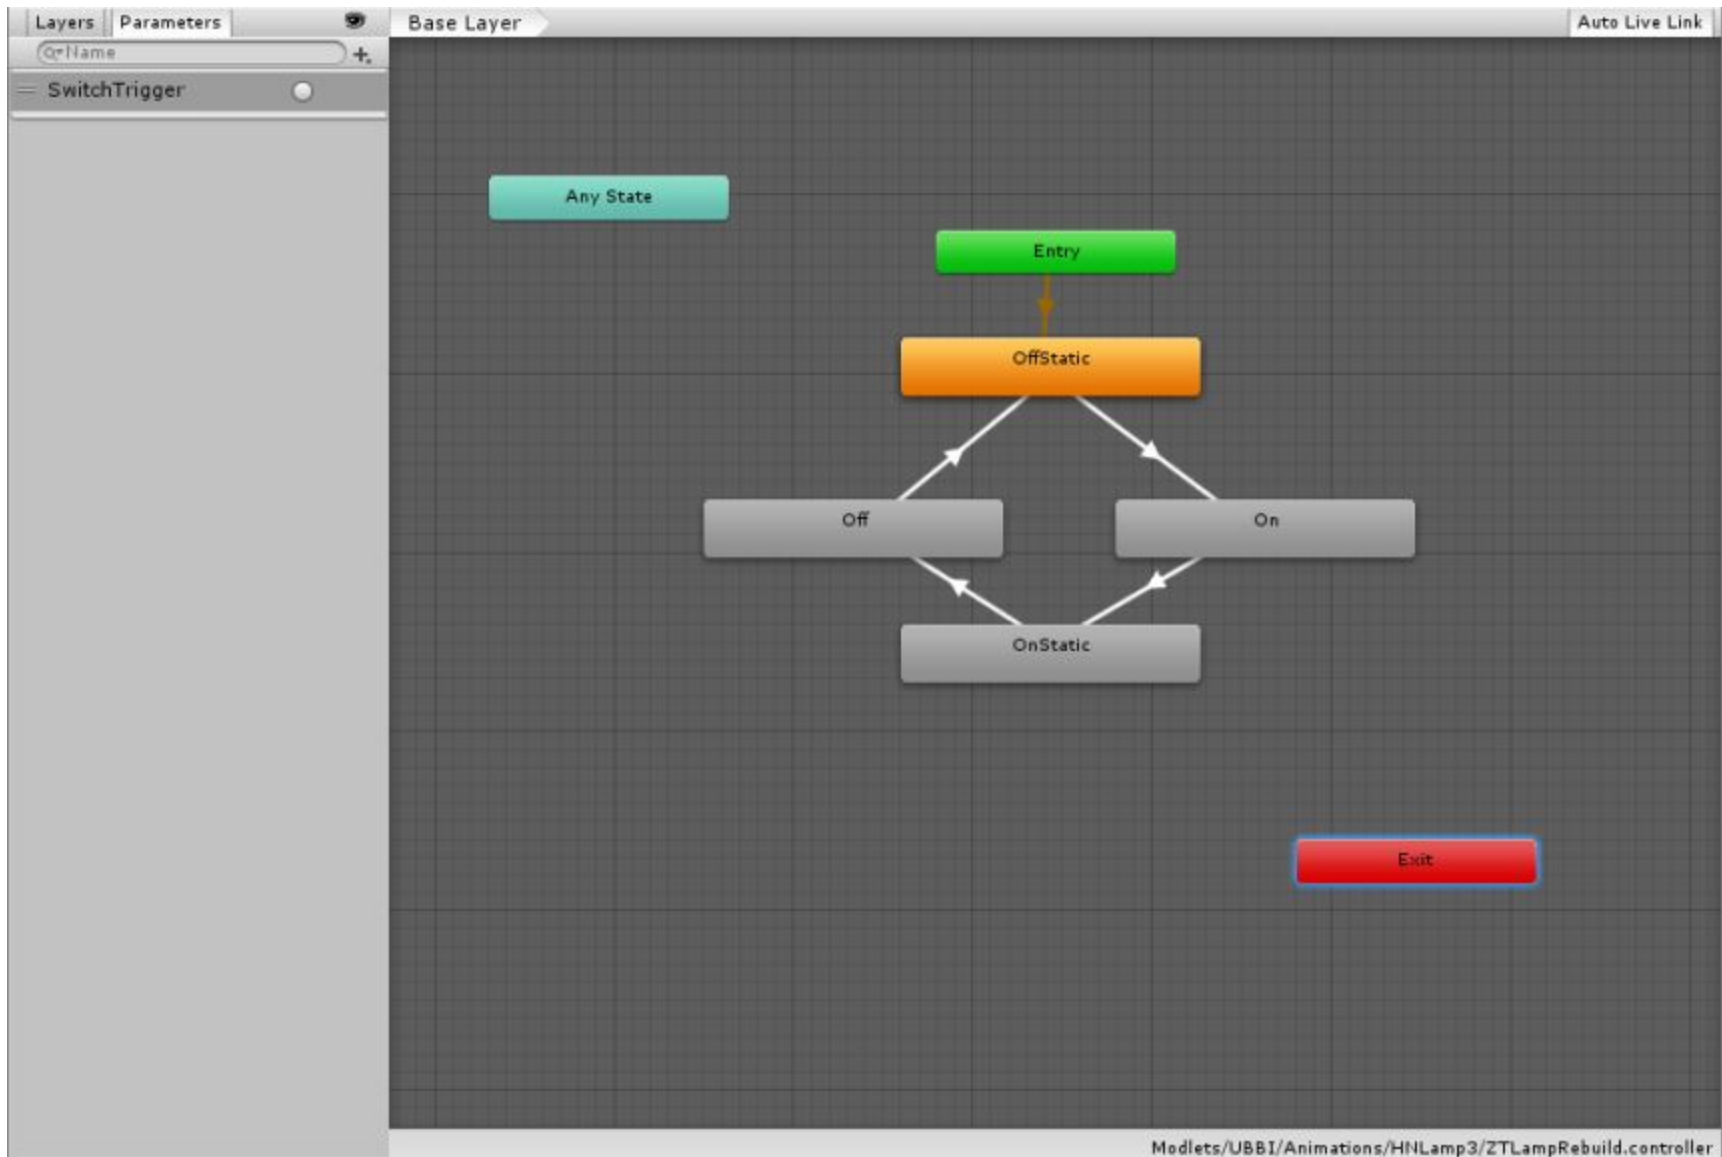 Layers Parameters
Base Layer
Auto Live Link
Name
SwitchTrigger
Any State
Entry
OffStatic
Off
On
OnStatic
Exit
Modlets/UBBI/Animations/HNLamp3/ZTLampRebuild.controller